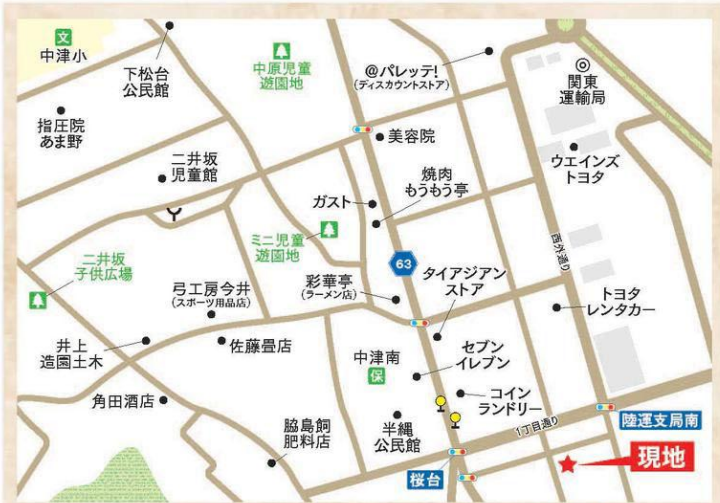 文
中津小
下松台
公民館
中原児童
遊園地
@パレッテ!
(ディスカウントストア)
関東
運輸局
指圧院
あま野
二井坂
児童館
美容院
焼肉
もうもう亭
ウエインズ
トヨタ
ガスト
ミニ児童
遊園地
西外通り
二井坂
子供広場
63
弓工房今井
(スポーツ用品店)
彩華亭
(ラーメン店)
タイアジアン
ストア
トヨタ
レンタカー
井上
造園土木
佐藤畳店
中津南
保
セブン
イレブン
角田酒店
コイン
ランドリー
脇島飼
肥料店
半縄
公民館
1丁目通り
陸運支局南
桜台
現地